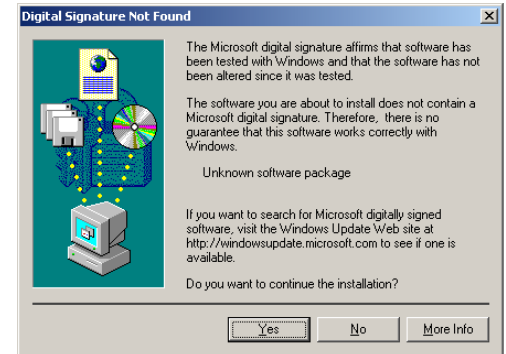 Digital Signature Not Found
The Microsoft digital signature affirms that software has
been tested with Windows and that the software has not
been altered since it was tested.
The software you are about to install does not contain a
Microsoft digital signature. Therefore, there is no
guarantee that this software works correctly with
Windows.
Unknown software package
If you want to search for Microsoft digitally signed
software, visit the Windows Update Web site at
http://windowsupdate.microsoft.com to see if one is
available.
Do you want to continue the installation?
Yes No More Info